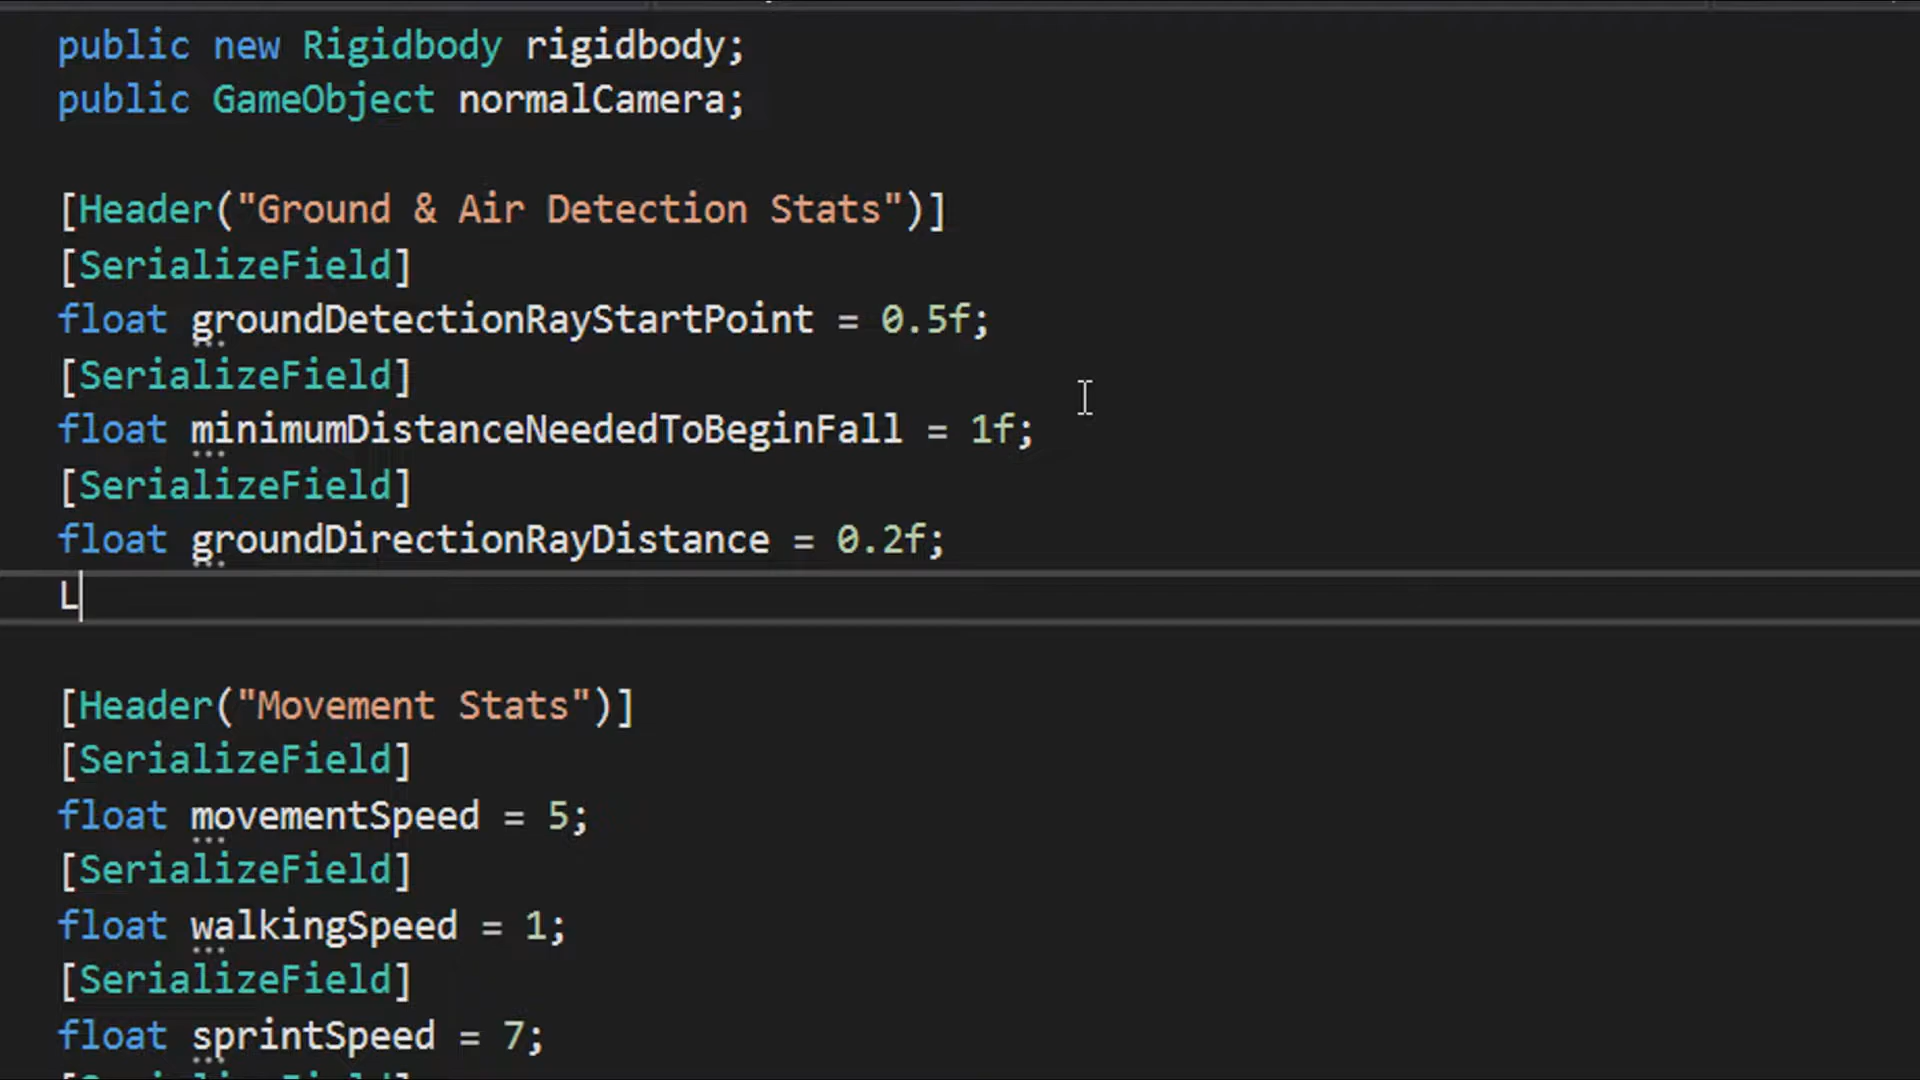 public new Rigidbody rigidbody;
public GameObject normalCamera;
[Header("Ground & Air Detection Stats")]
[SerializeField]
float groundDetectionRayStartPoint = 0.5f;
[SerializeField]
float minimumDistanceNeededToBeginFall = 1f;
[SerializeField]
float groundDirectionRayDistance = 0.2f;
L
[Header("Movement Stats")]
[SerializeField]
float movementSpeed = 5;
[SerializeField]
float walkingSpeed = 1;
[SerializeField]
float sprintSpeed = 7;